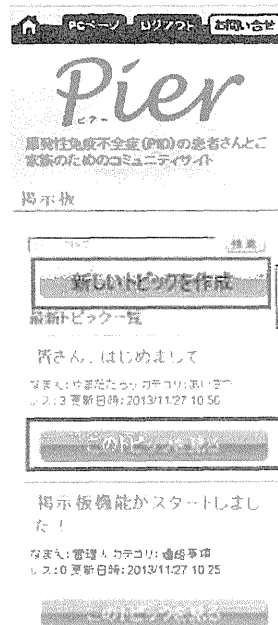 PCページ ログアウト お問い合せ
Pier
ピアー
原発性免疫不全症(PID)の患者さんとご
家族のためのコミュニティサイト
掲示板
検索
新しいトピックを作成
最新トピック一覧
皆さん、はじめまして
なまえ:やまだたろう カテゴリ:あいさつ
レス:3 更新日時:2013/11/27 10:50
このトピックを見る
掲示板機能がスタートしまし
た!
なまえ:管理人 カテゴリ:連絡事項
レス:0 更新日時:2013/11/27 10:25
このトピックを見る